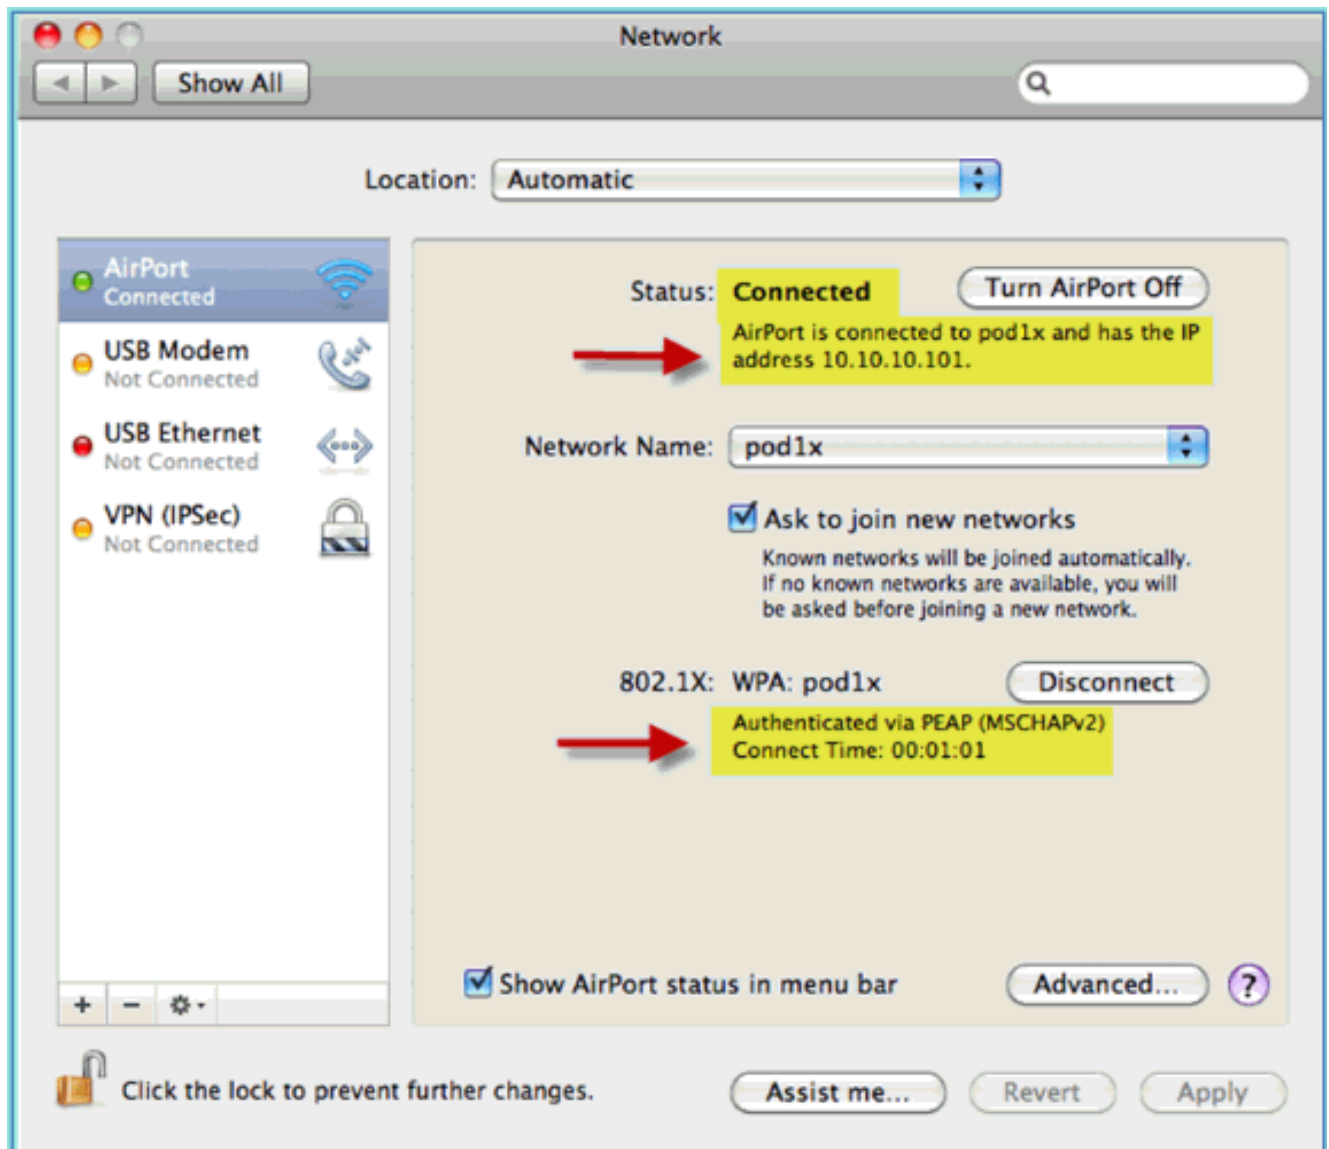 Network
Show All
Location: Automatic
AirPort
Connected
USB Modem
Not Connected
USB Ethernet
Not Connected
VPN (IPSec)
Not Connected
Status: Connected
Turn AirPort Off
AirPort is connected to pod1x and has the IP
address 10.10.10.101.
Network Name: pod1x
Ask to join new networks
Known networks will be joined automatically.
If no known networks are available, you will
be asked before joining a new network.
802.1X: WPA: pod1x
Disconnect
Authenticated via PEAP (MSCHAPv2)
Connect Time: 00:01:01
Show AirPort status in menu bar
Advanced...
?
Click the lock to prevent further changes.
Assist me...
Revert
Apply